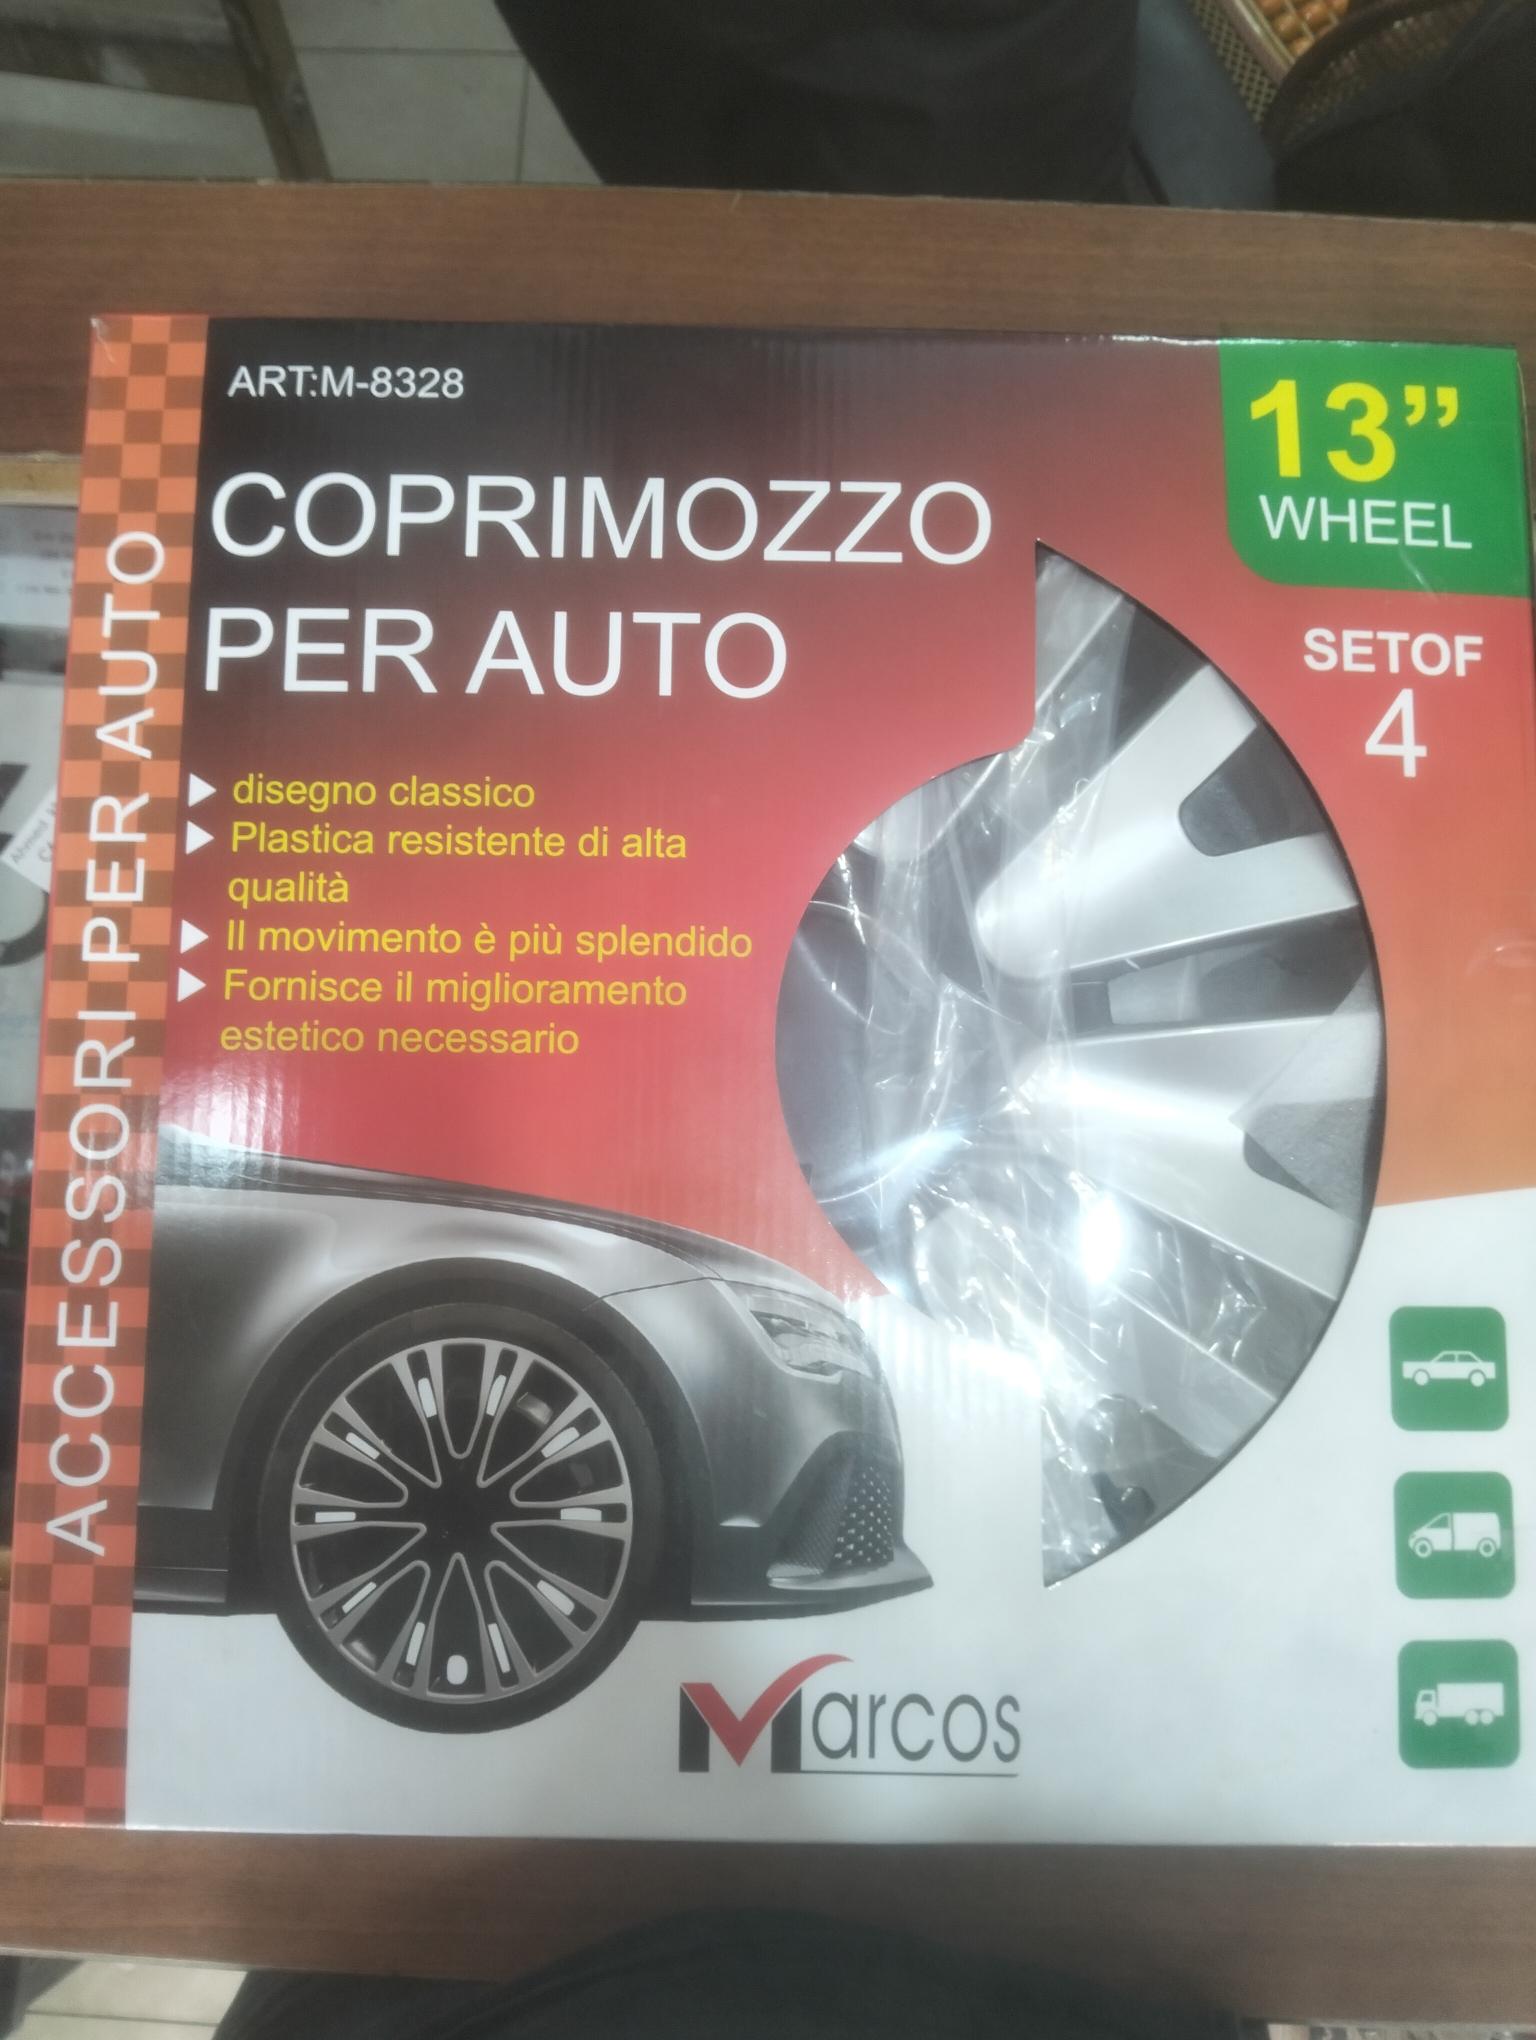 ART:M-8328
13”
WHEEL
COPRIMOZZO
PER AUTO
SETOF
4
disegno classico
Plastica resistente di alta
qualità
Il movimento è più splendido
Fornisce il miglioramento
estetico necessario
ACCESSORI PER AUTO
Marcos